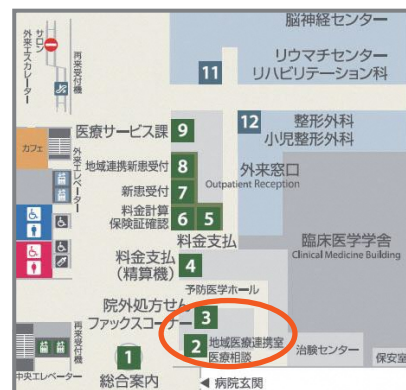 脳神経センター
リウマチセンター
リハビリテーション科
11
サロン
外来エスカレーター
再来受付機
12
整形外科
小児整形外科
医療サービス課
9
カフェ
外来エレベーター
地域連携新患受付
8
外来窓口
Outpatient Reception
新患受付
7
料金計算
保険証確認
6
5
料金支払
臨床医学学舎
Clinical Medicine Building
料金支払
(精算機)
4
予防医学ホール
院外処方せん
ファックスコーナー
3
2
地域医療連携室
医療相談
治験センター
保安室
再来受付機
1
中央エレベーター
総合案内
◀ 病院玄関